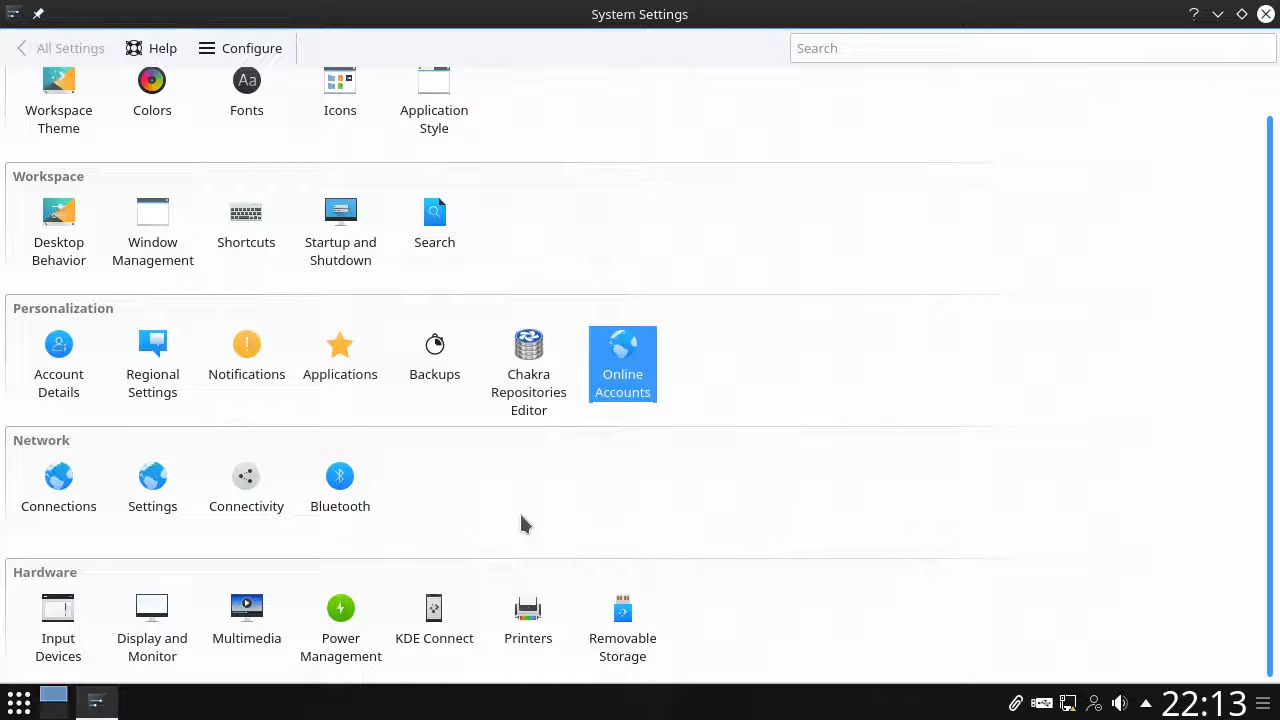 System Settings
All Settings Help Configure Search
Workspace Theme
Colors
Fonts
Icons
Application Style
Workspace
Desktop Behavior
Window Management
Shortcuts
Startup and Shutdown
Search
Personalization
Account Details
Regional Settings
Notifications
Applications
Backups
Chakra Repositories Editor
Online Accounts
Network
Connections
Settings
Connectivity
Bluetooth
Hardware
Input Devices
Display and Monitor
Multimedia
Power Management
KDE Connect
Printers
Removable Storage
22:13